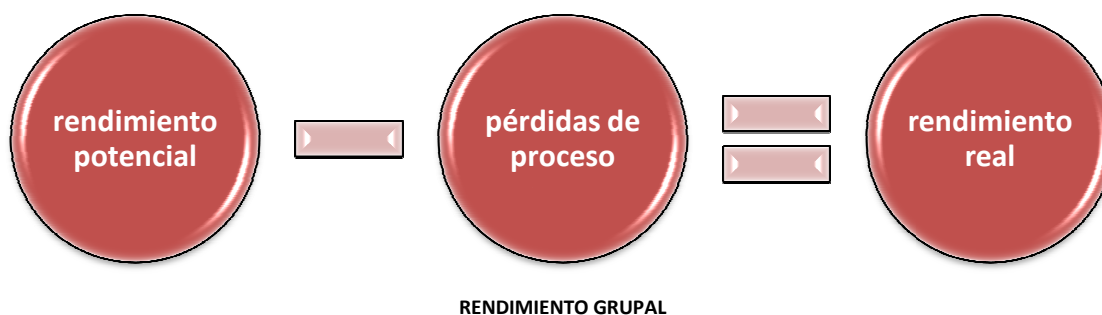 rendimiento
potencial
pérdidas de
proceso
rendimiento
real
RENDIMIENTO GRUPAL